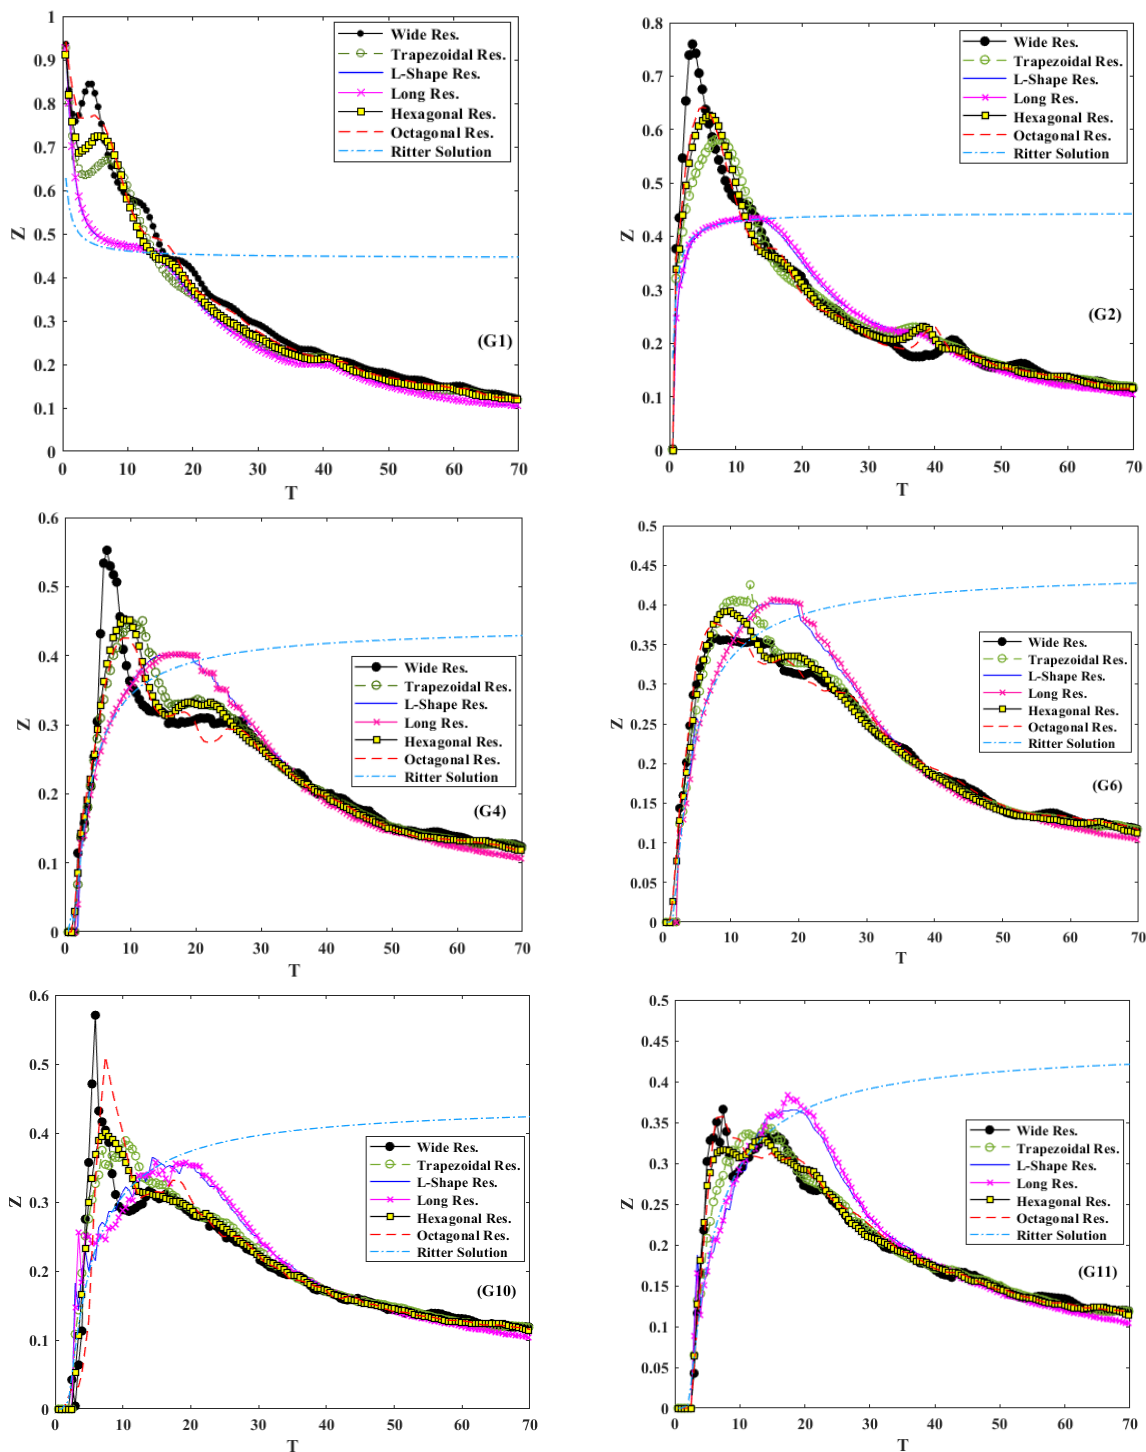 1
0.9
0.8
0.7
0.6
0.5
0.4
0.3
0.2
0.1
0
Z
0 10 20 30 40 50 60 70
T
Wide Res.
Trapezoidal Res.
L-Shape Res.
Long Res.
Hexagonal Res.
Octagonal Res.
Ritter Solution
(G1)
0.8
0.7
0.6
0.5
0.4
0.3
0.2
0.1
0
Z
0 10 20 30 40 50 60 70
T
Wide Res.
Trapezoidal Res.
L-Shape Res.
Long Res.
Hexagonal Res.
Octagonal Res.
Ritter Solution
(G2)
0.6
0.5
0.4
0.3
0.2
0.1
0
Z
0 10 20 30 40 50 60 70
T
Wide Res.
Trapezoidal Res.
L-Shape Res.
Long Res.
Hexagonal Res.
Octagonal Res.
Ritter Solution
(G4)
0.5
0.45
0.4
0.35
0.3
0.25
0.2
0.15
0.1
0.05
0
Z
0 10 20 30 40 50 60 70
T
Wide Res.
Trapezoidal Res.
L-Shape Res.
Long Res.
Hexagonal Res.
Octagonal Res.
Ritter Solution
(G6)
0.6
0.5
0.4
0.3
0.2
0.1
0
Z
0 10 20 30 40 50 60 70
T
Wide Res.
Trapezoidal Res.
L-Shape Res.
Long Res.
Hexagonal Res.
Octagonal Res.
Ritter Solution
(G10)
0.5
0.45
0.4
0.35
0.3
0.25
0.2
0.15
0.1
0.05
0
Z
0 10 20 30 40 50 60 70
T
Wide Res.
Trapezoidal Res.
L-Shape Res.
Long Res.
Hexagonal Res.
Octagonal Res.
Ritter Solution
(G11)